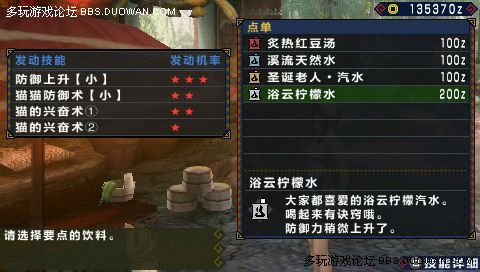 多玩游戏论坛 BBS.DUOWAN.COM
135370z
发动技能 发动机率
防御上升【小】 ★★★
猫猫防御术【小】 ★★
猫的兴奋术① ★★
猫的兴奋术② ★
点单
炙热红豆汤 100z
溪流天然水 100z
圣诞老人·汽水 100z
浴云柠檬水 200z
浴云柠檬水
大家都喜爱的浴云柠檬汽水。
喝起来有诀窍哦。
防御力稍微上升了。
请选择要点的饮料。
多玩游戏论坛 BBS.DUOWAN.COM
技能详细